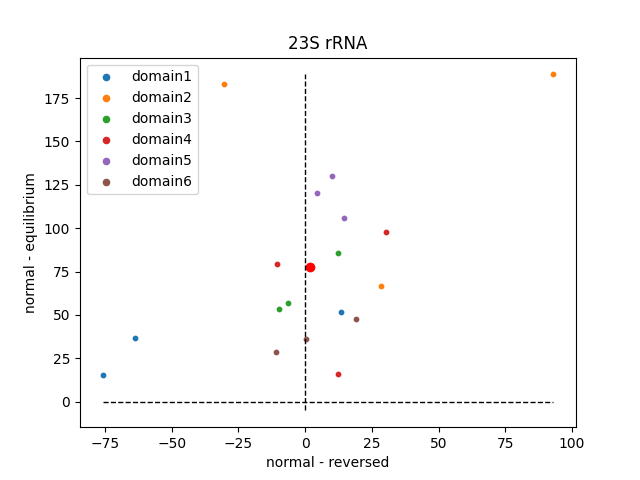 23S rRNA
domain1
domain2
domain3
domain4
domain5
domain6
normal - equilibrium
175
150
125
100
75
50
25
0
−75
−50
−25
0
25
50
75
100
normal - reversed